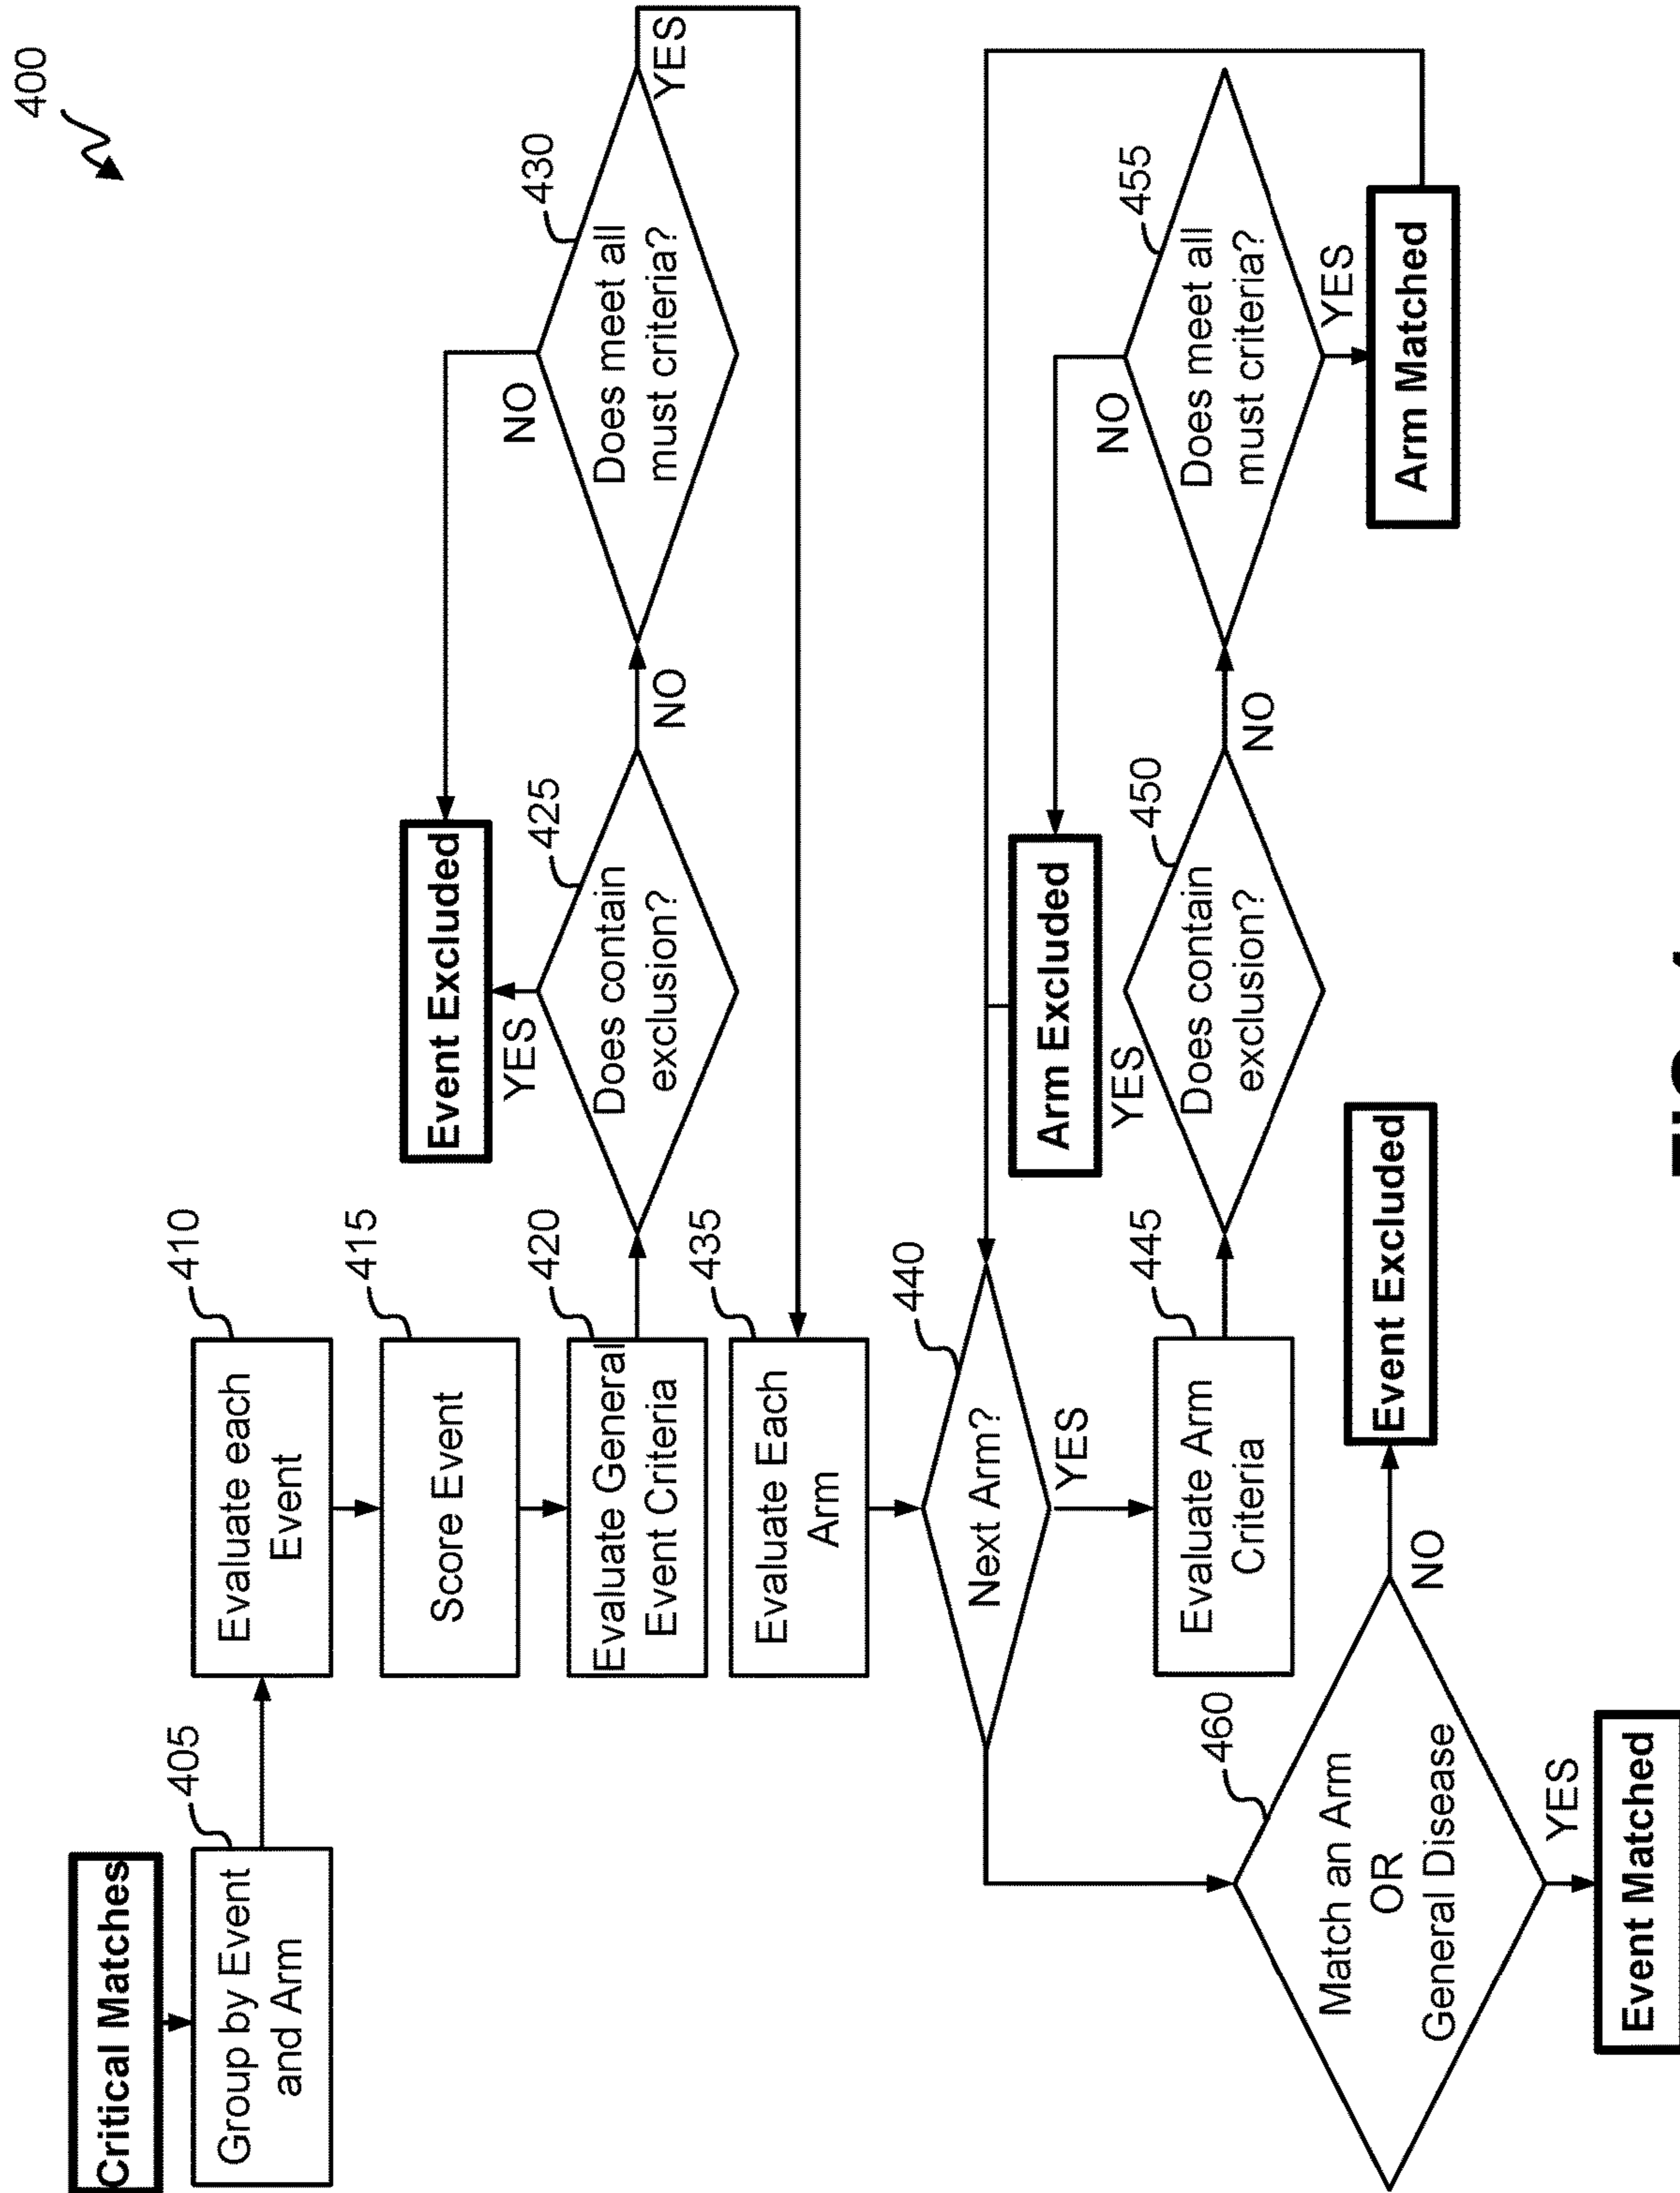 400
Critical Matches
405
Group by Event
and Arm
410
Evaluate each
Event
415
Score Event
420
Evaluate General
Event Criteria
425
Does contain
exclusion?
YES
Event Excluded
NO
430
Does meet all
must criteria?
NO
YES
435
Evaluate Each
Arm
440
Next Arm?
YES
445
Evaluate Arm
Criteria
450
Does contain
exclusion?
YES
Arm Excluded
NO
455
Does meet all
must criteria?
NO
YES
Arm Matched
460
Match an Arm
OR
General Disease
NO
Event Excluded
YES
Event Matched